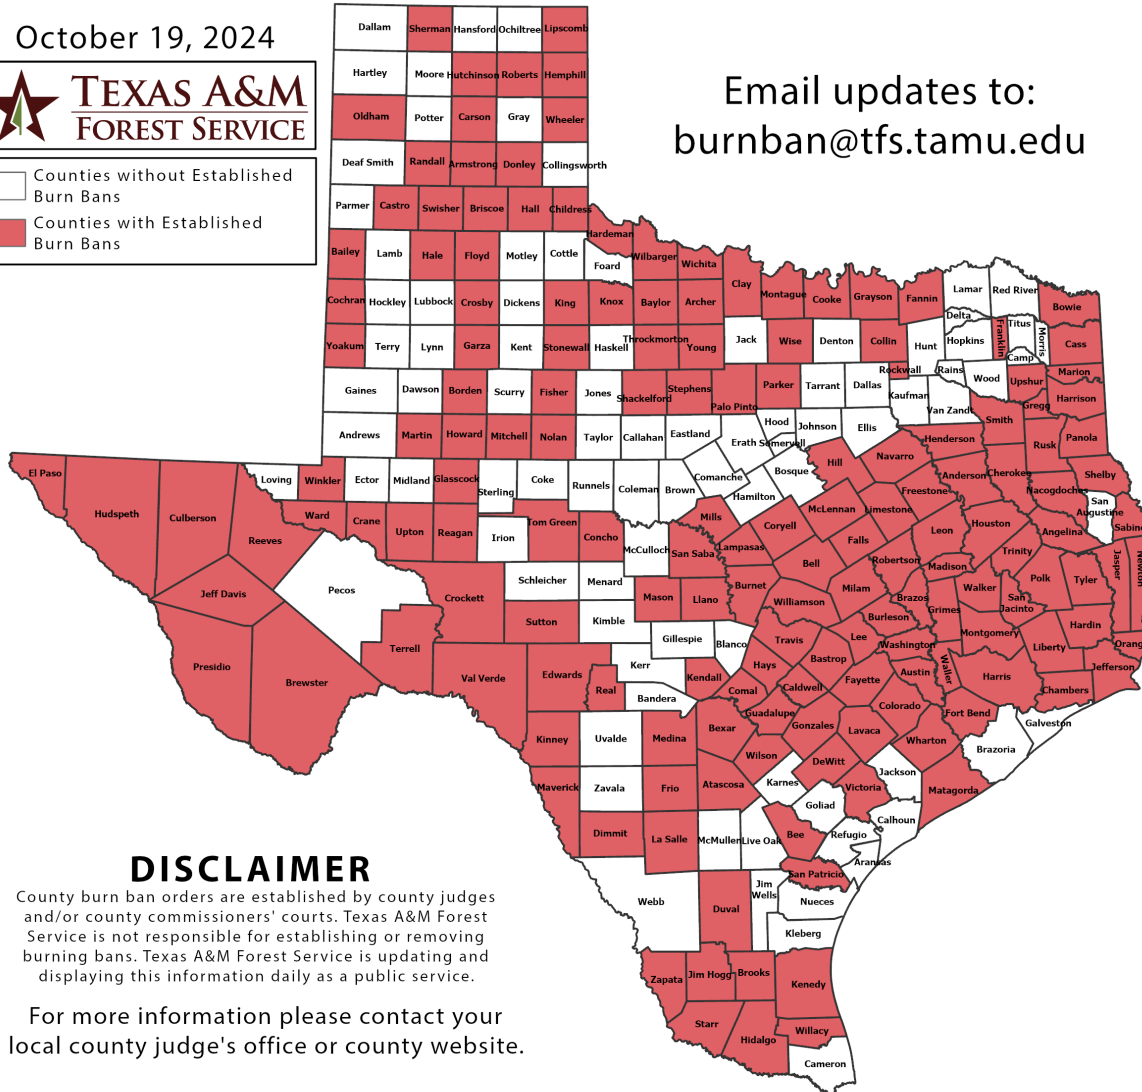 October 19, 2024
TEXAS A&M
FOREST SERVICE
Counties without Established
Burn Bans
Counties with Established
Burn Bans
Email updates to:
burnban@tfs.tamu.edu
Dallam Sherman Hansford Ochiltree Lipscomb
Hartley Moore Hutchinson Roberts Hemphill
Oldham Potter Carson Gray Wheeler
Deaf Smith Randall Armstrong Donley Collingsworth
Parmer Castro Swisher Briscoe Hall Childress
Hardeman
Bailey Lamb Hale Floyd Motley Cottle Foard Wilbarger Wichita
Clay Montague Cooke Grayson Fannin Lamar Red River Bowie
Cochran Hockley Lubbock Crosby Dickens King Knox Baylor Archer
Delta Titus
Yoakum Terry Lynn Garza Kent Stonewall Haskell Throckmorton Young Jack Wise Denton Collin Hunt Hopkins Franklin Morris Cass
Camp
Rockwall Rains Marion
Gaines Dawson Borden Scurry Fisher Jones Shackelford Stephens Palo Pinto Parker Tarrant Dallas Kaufman Van Zandt Wood Upshur Harrison
Gregg
Andrews Martin Howard Mitchell Nolan Taylor Callahan Eastland Erath Hood Somervell Johnson Ellis Henderson Smith Rusk Panola
El Paso Hudspeth Culberson Reeves Loving Winkler Ector Midland Glasscock Sterling Coke Runnels Coleman Brown Comanche Hamilton Bosque Hill Navarro Anderson Cherokee Shelby
Nacogdoches
San
Augustine
Sabine
Ward Crane Upton Reagan Irion Tom Green Concho McCulloch San Saba Mills Lampasas Coryell McLennan Limestone Freestone Leon Houston Angelina
Jeff Davis Pecos Crockett Schleicher Menard Mason Llano Burnet Bell Falls Robertson Madison Trinity Polk Tyler Jasper Newton
Williamson Milam Brazos Grimes Walker San
Jacinto
Presidio Brewster Terrell Val Verde Sutton Kimble Gillespie Blanco Travis Lee Burleson Washington Montgomery Liberty Hardin Orang
Edwards Real Kerr Bandera Kendall Comal Hays Caldwell Bastrop Fayette Austin Waller Harris Chambers Jefferson
Kinney Uvalde Medina Bexar Guadalupe Gonzales Lavaca Colorado Wharton Fort Bend Brazoria Galveston
Maverick Zavala Frio Atascosa Wilson Karnes DeWitt Victoria Jackson Matagorda
Dimmit La Salle McMullen Live Oak Bee Goliad Refugio Calhoun
Aransas
San Patricio
Webb Duval Jim
Wells Nueces
Kleberg
Zapata Jim Hogg Brooks Kenedy
Starr Hidalgo Willacy
Cameron
DISCLAIMER
County burn ban orders are established by county judges
and/or county commissioners' courts. Texas A&M Forest
Service is not responsible for establishing or removing
burning bans. Texas A&M Forest Service is updating and
displaying this information daily as a public service.
For more information please contact your
local county judge's office or county website.